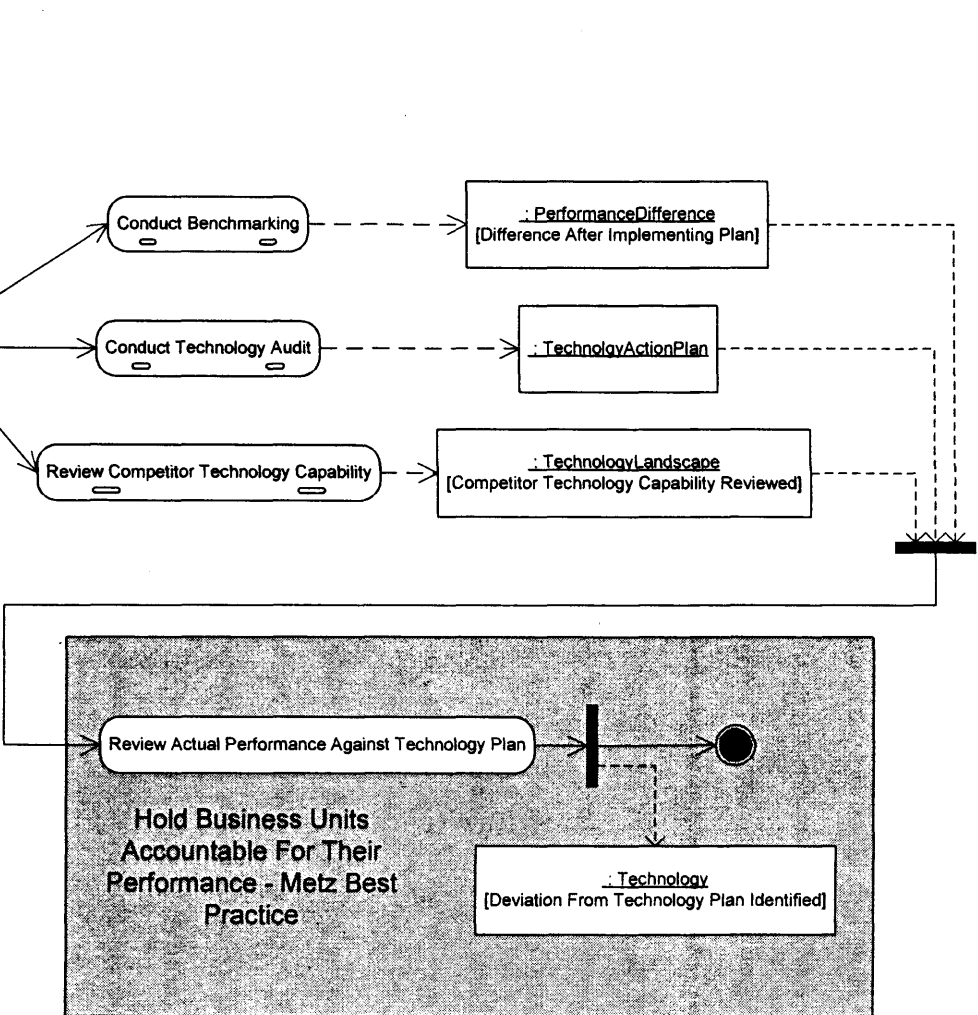 Conduct Benchmarking
: PerformanceDifference
[Difference After Implementing Plan]
Conduct Technology Audit
: TechnolgyActionPlan
Review Competitor Technology Capability
: TechnologyLandscape
[Competitor Technology Capability Reviewed]
Review Actual Performance Against Technology Plan
Hold Business Units
Accountable For Their
Performance - Metz Best
Practice
: Technology
[Deviation From Technology Plan Identified]